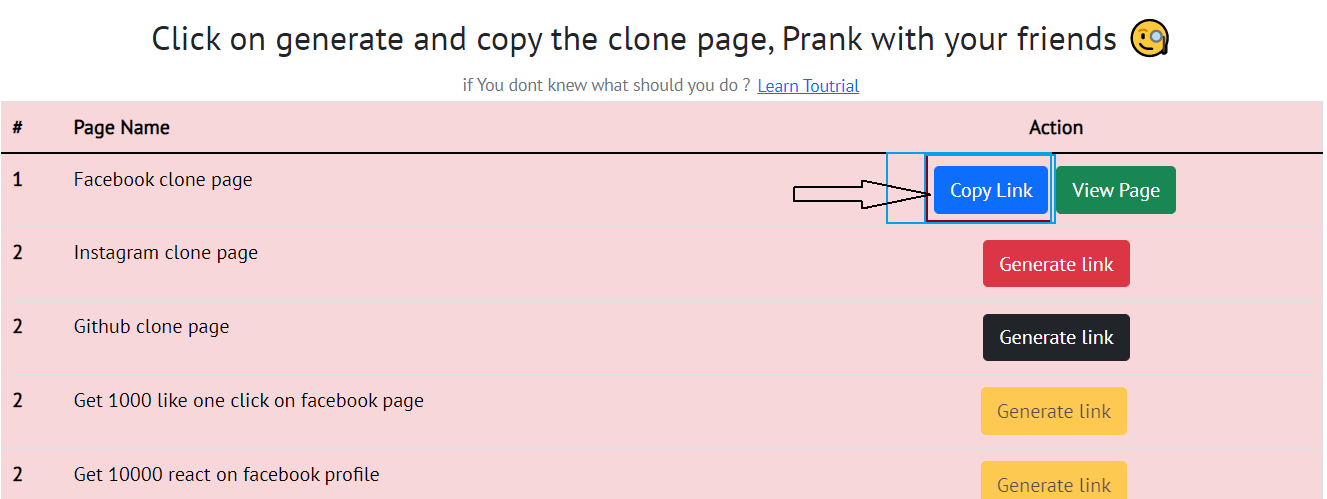 Click on generate and copy the clone page, Prank with your friends 🧐
if You dont knew what should you do ? Learn Toutrial
# Page Name Action
1 Facebook clone page Copy Link View Page
2 Instagram clone page Generate link
2 Github clone page Generate link
2 Get 1000 like one click on facebook page Generate link
2 Get 10000 react on facebook profile Generate link